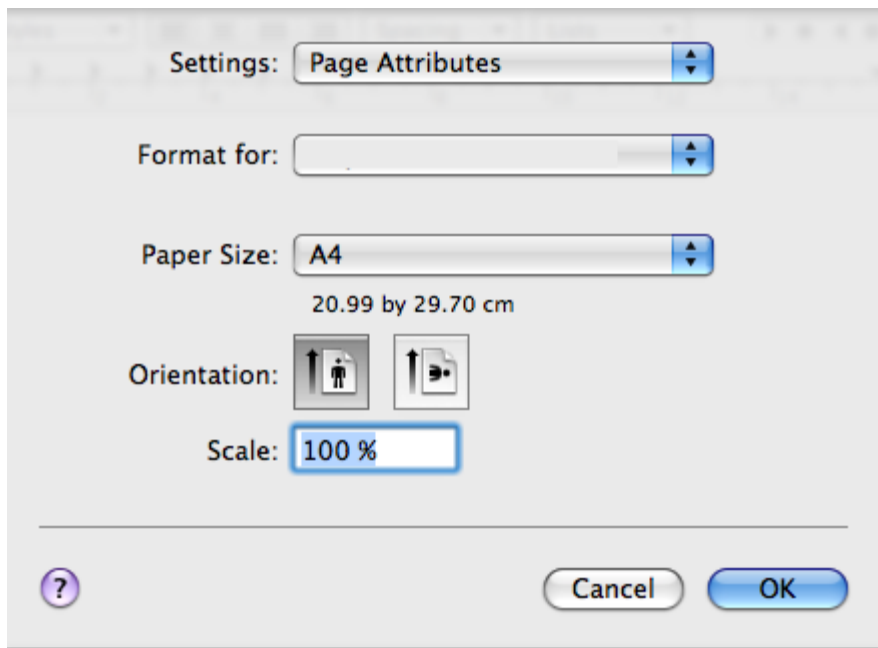 Settings: Page Attributes
Format for:
Paper Size: A4
20.99 by 29.70 cm
Orientation:
Scale: 100 %
? Cancel OK